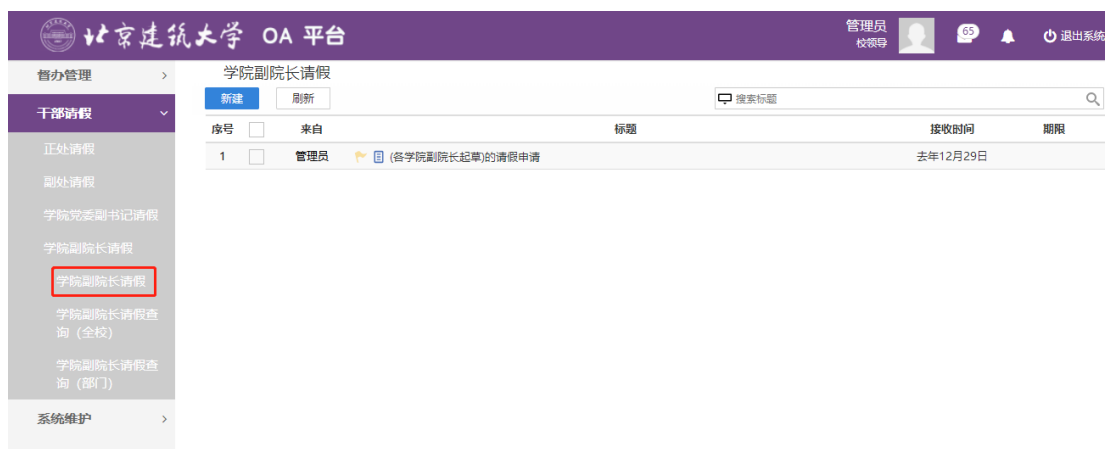 北京建筑大学 OA 平台
管理员
校领导
65
退出系统
督办管理
干部请假
正处请假
副处请假
学院党委副书记请假
学院副院长请假
学院副院长请假
学院副院长请假查
询（全校）
学院副院长请假查
询（部门）
系统维护
学院副院长请假
新建 刷新 搜索标题
序号 来自 标题 接收时间 期限
1 管理员 (各学院副院长起草)的请假申请 去年12月29日